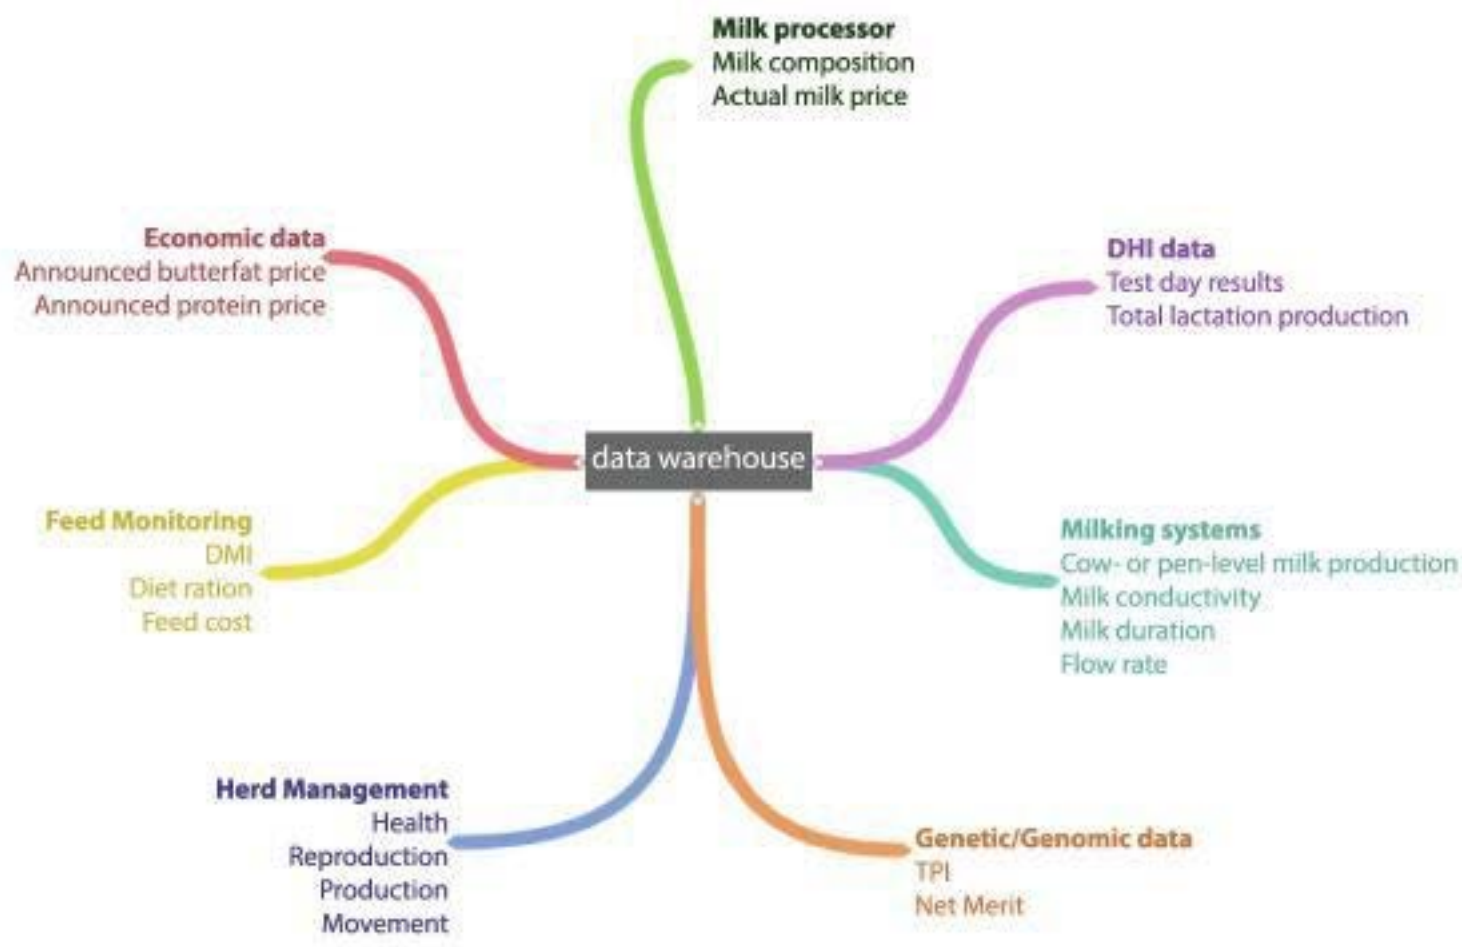 Milk processor
Milk composition
Actual milk price
Economic data
Announced butterfat price
Announced protein price
DHI data
Test day results
Total lactation production
data warehouse
Feed Monitoring
DMI
Diet ration
Feed cost
Milking systems
Cow- or pen-level milk production
Milk conductivity
Milk duration
Flow rate
Herd Management
Health
Reproduction
Production
Movement
Genetic/Genomic data
TPI
Net Merit